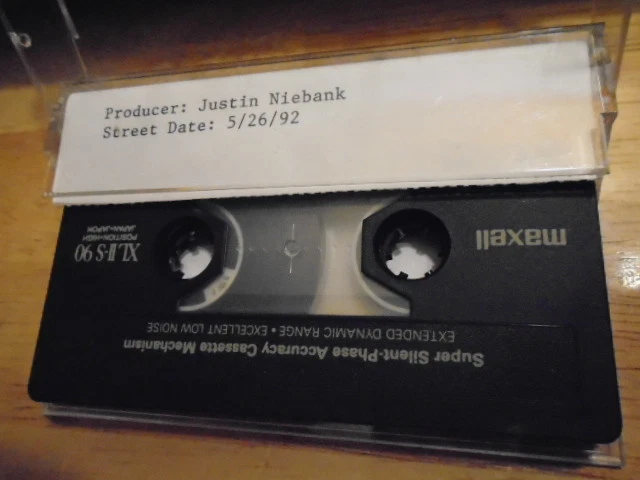 Producer: Justin Niebank
Street Date: 5/26/92
maxell
XLII-S 90
POSITION•HIGH
JAPAN•JAPON
Super Silent-Phase Accuracy Cassette Mechanism
EXTENDED DYNAMIC RANGE • EXCELLENT LOW NOISE